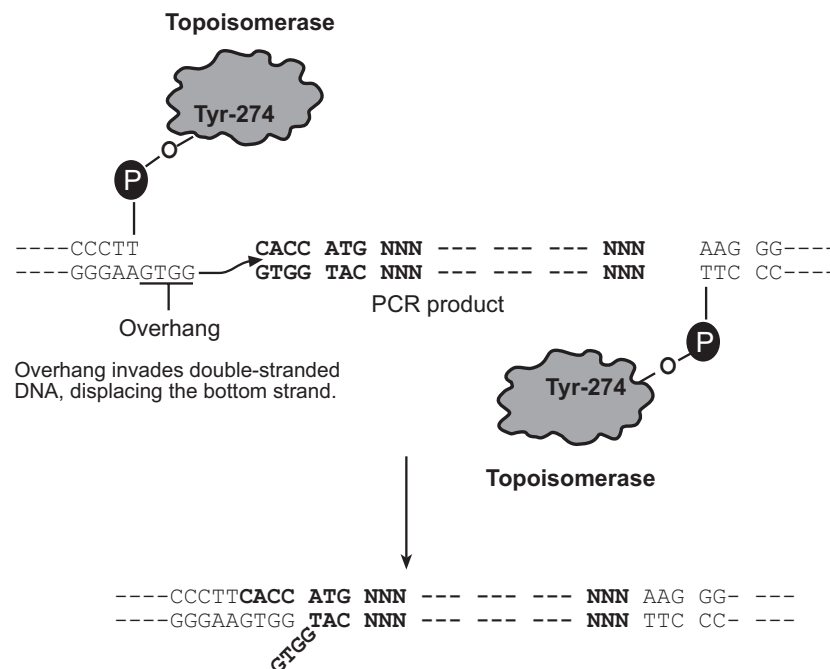 Topoisomerase
Tyr-274
O
P
----CCCTT CACC ATG NNN --- --- --- NNN AAG GG----
----GGGAAGTGG GTGG TAC NNN --- --- --- NNN TTC CC----
PCR product
Overhang
P
O
Overhang invades double-stranded
DNA, displacing the bottom strand.
Tyr-274
Topoisomerase
----CCCTTCACC ATG NNN --- --- --- NNN AAG GG- ---
----GGGAAGTGG TAC NNN --- --- --- NNN TTC CC- ---
GTGG